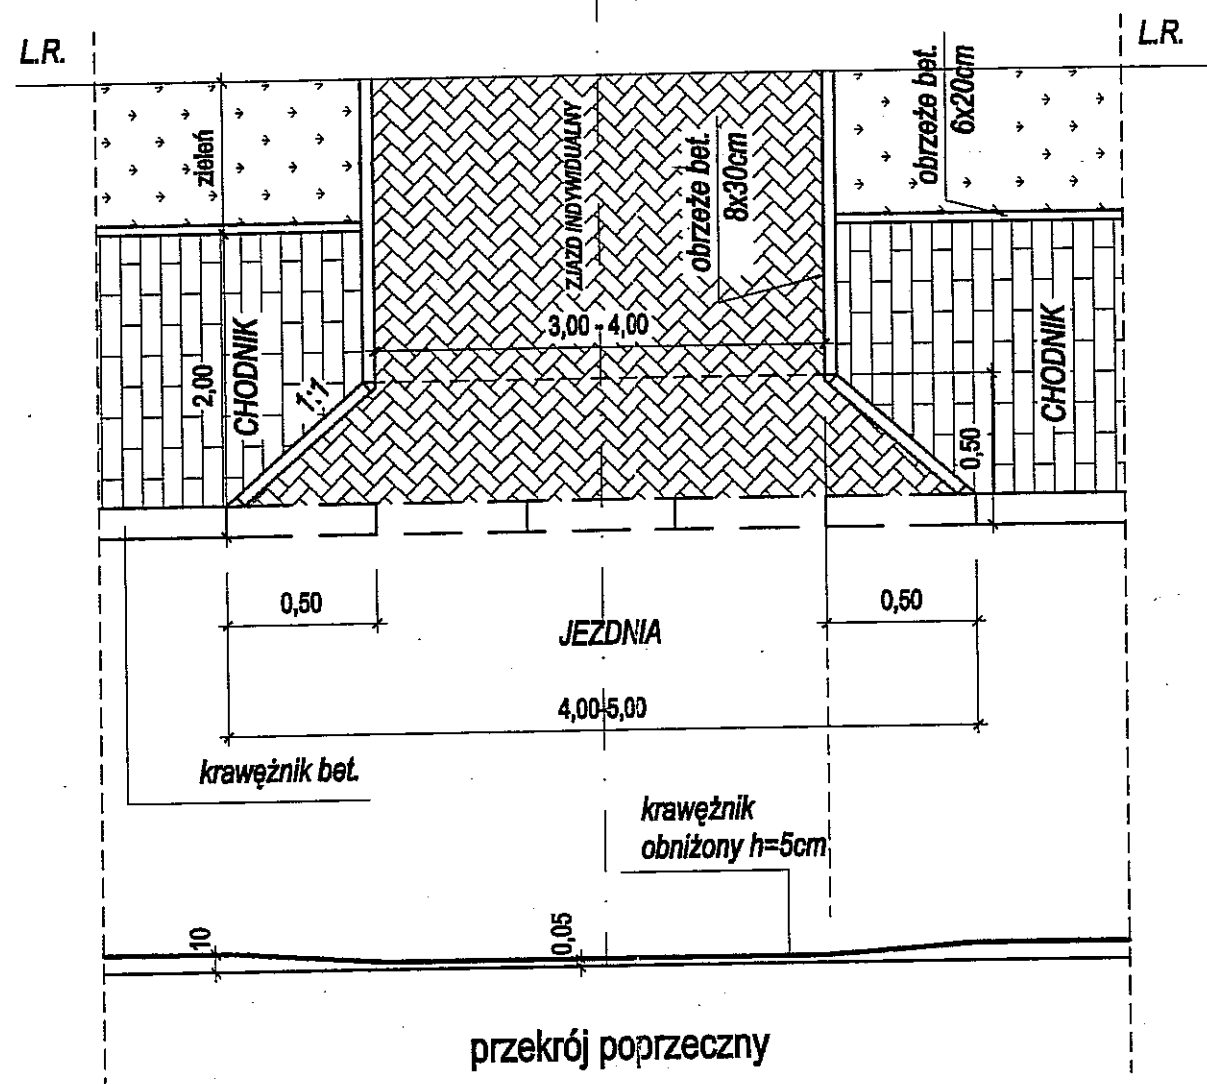 L.R.
L.R.
zieleń
ZJAZD INDYWIDUALNY
obrzeże bet.
8x30cm
obrzeże bet.
6x20cm
3,00 - 4,00
2,00
CHODNIK
1:1
CHODNIK
0,50
0,50
0,50
JEZDNIA
4,00-5,00
krawężnik bet.
krawężnik
obniżony h=5cm
10
0,05
przekrój poprzeczny